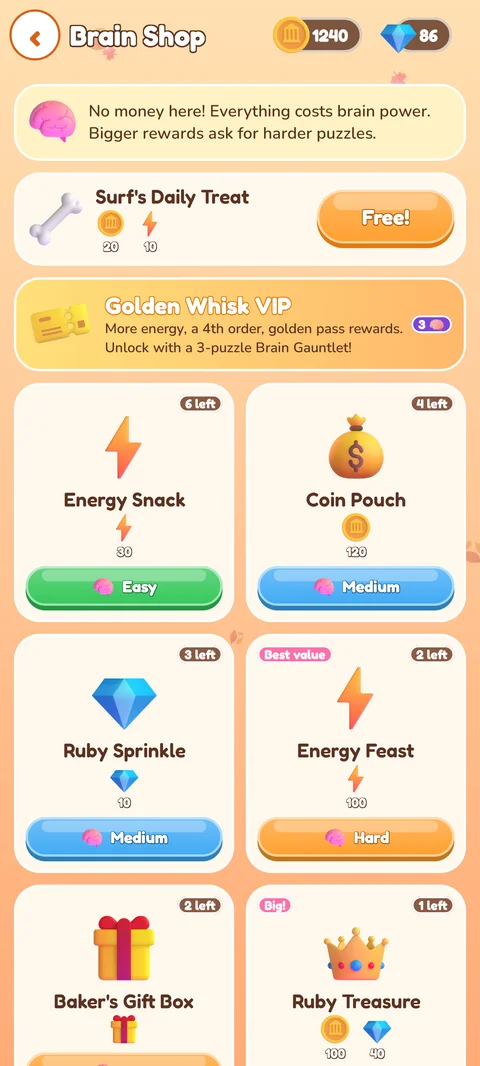 Brain Shop
1240
86
No money here! Everything costs brain power.
Bigger rewards ask for harder puzzles.
Surf's Daily Treat
20
10
Free!
Golden Whisk VIP
More energy, a 4th order, golden pass rewards.
Unlock with a 3-puzzle Brain Gauntlet!
3
6 left
Energy Snack
30
Easy
4 left
$
Coin Pouch
120
Medium
3 left
Ruby Sprinkle
10
Medium
Best value
2 left
Energy Feast
100
Hard
2 left
Baker's Gift Box
Big!
1 left
Ruby Treasure
100
40